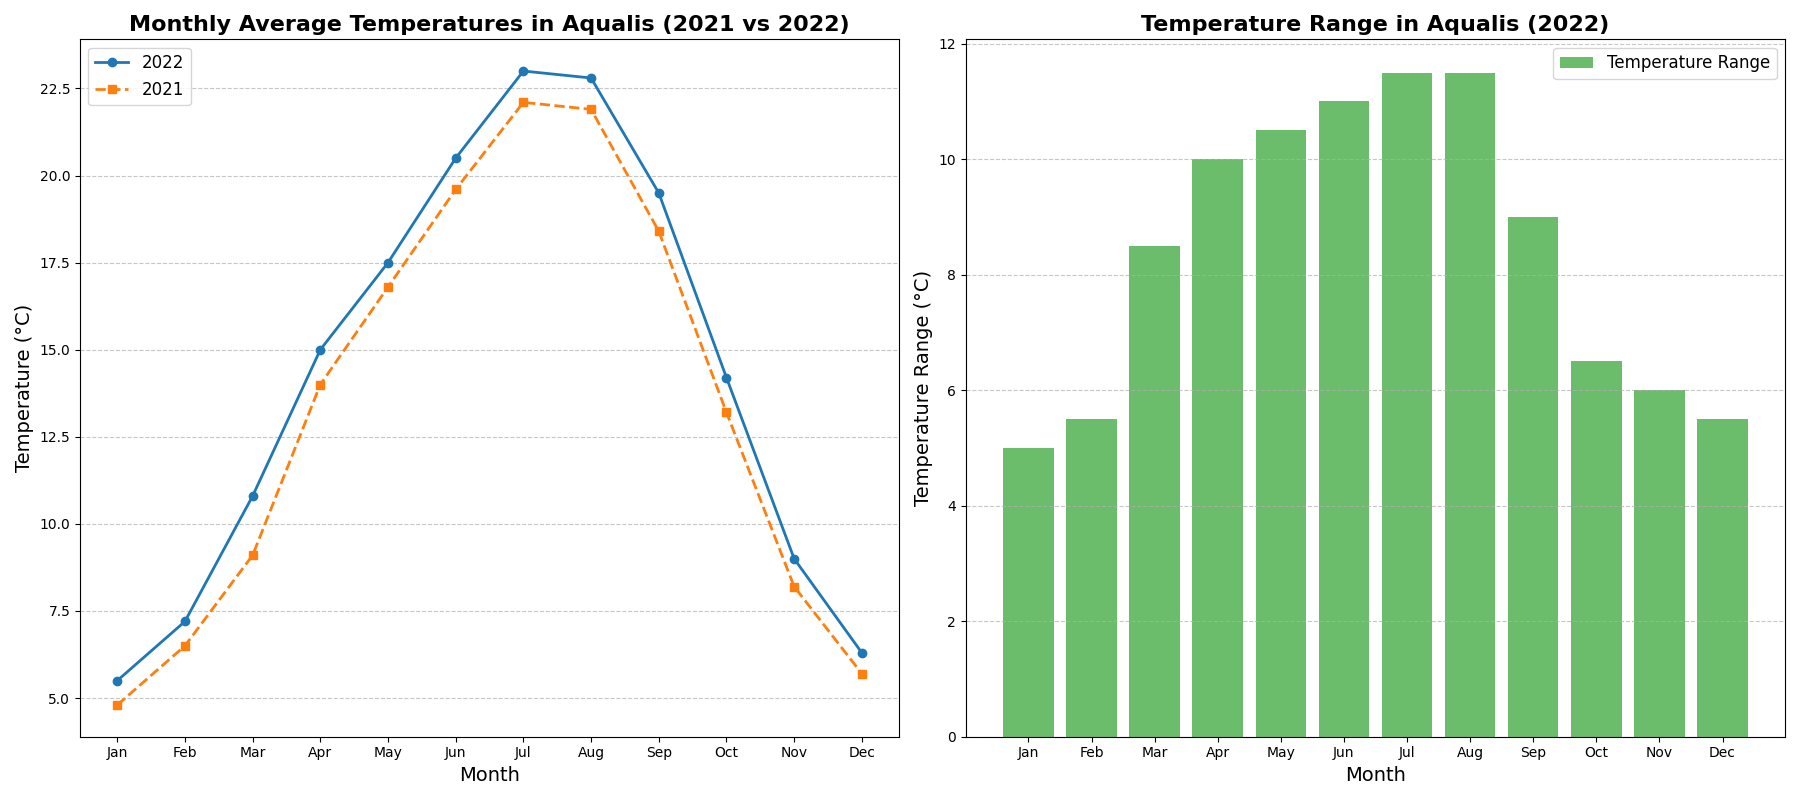 Monthly Average Temperatures in Aqualis (2021 vs 2022)
2022
2021
Temperature (°C)
22.5
20.0
17.5
15.0
12.5
10.0
7.5
5.0
Jan Feb Mar Apr May Jun Jul Aug Sep Oct Nov Dec
Month
Temperature Range in Aqualis (2022)
Temperature Range
Temperature Range (°C)
12
10
8
6
4
2
0
Jan Feb Mar Apr May Jun Jul Aug Sep Oct Nov Dec
Month